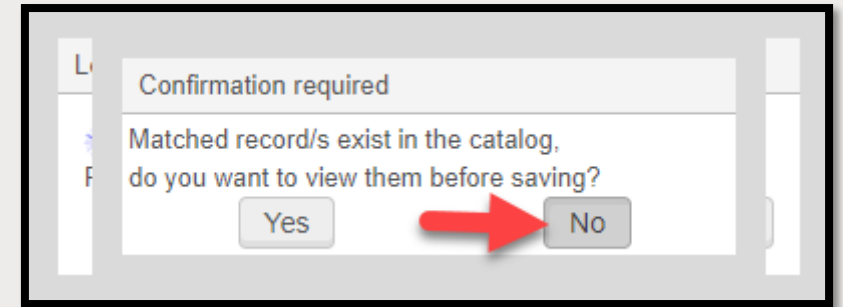 Confirmation required
Matched record/s exist in the catalog,
do you want to view them before saving?
Yes No